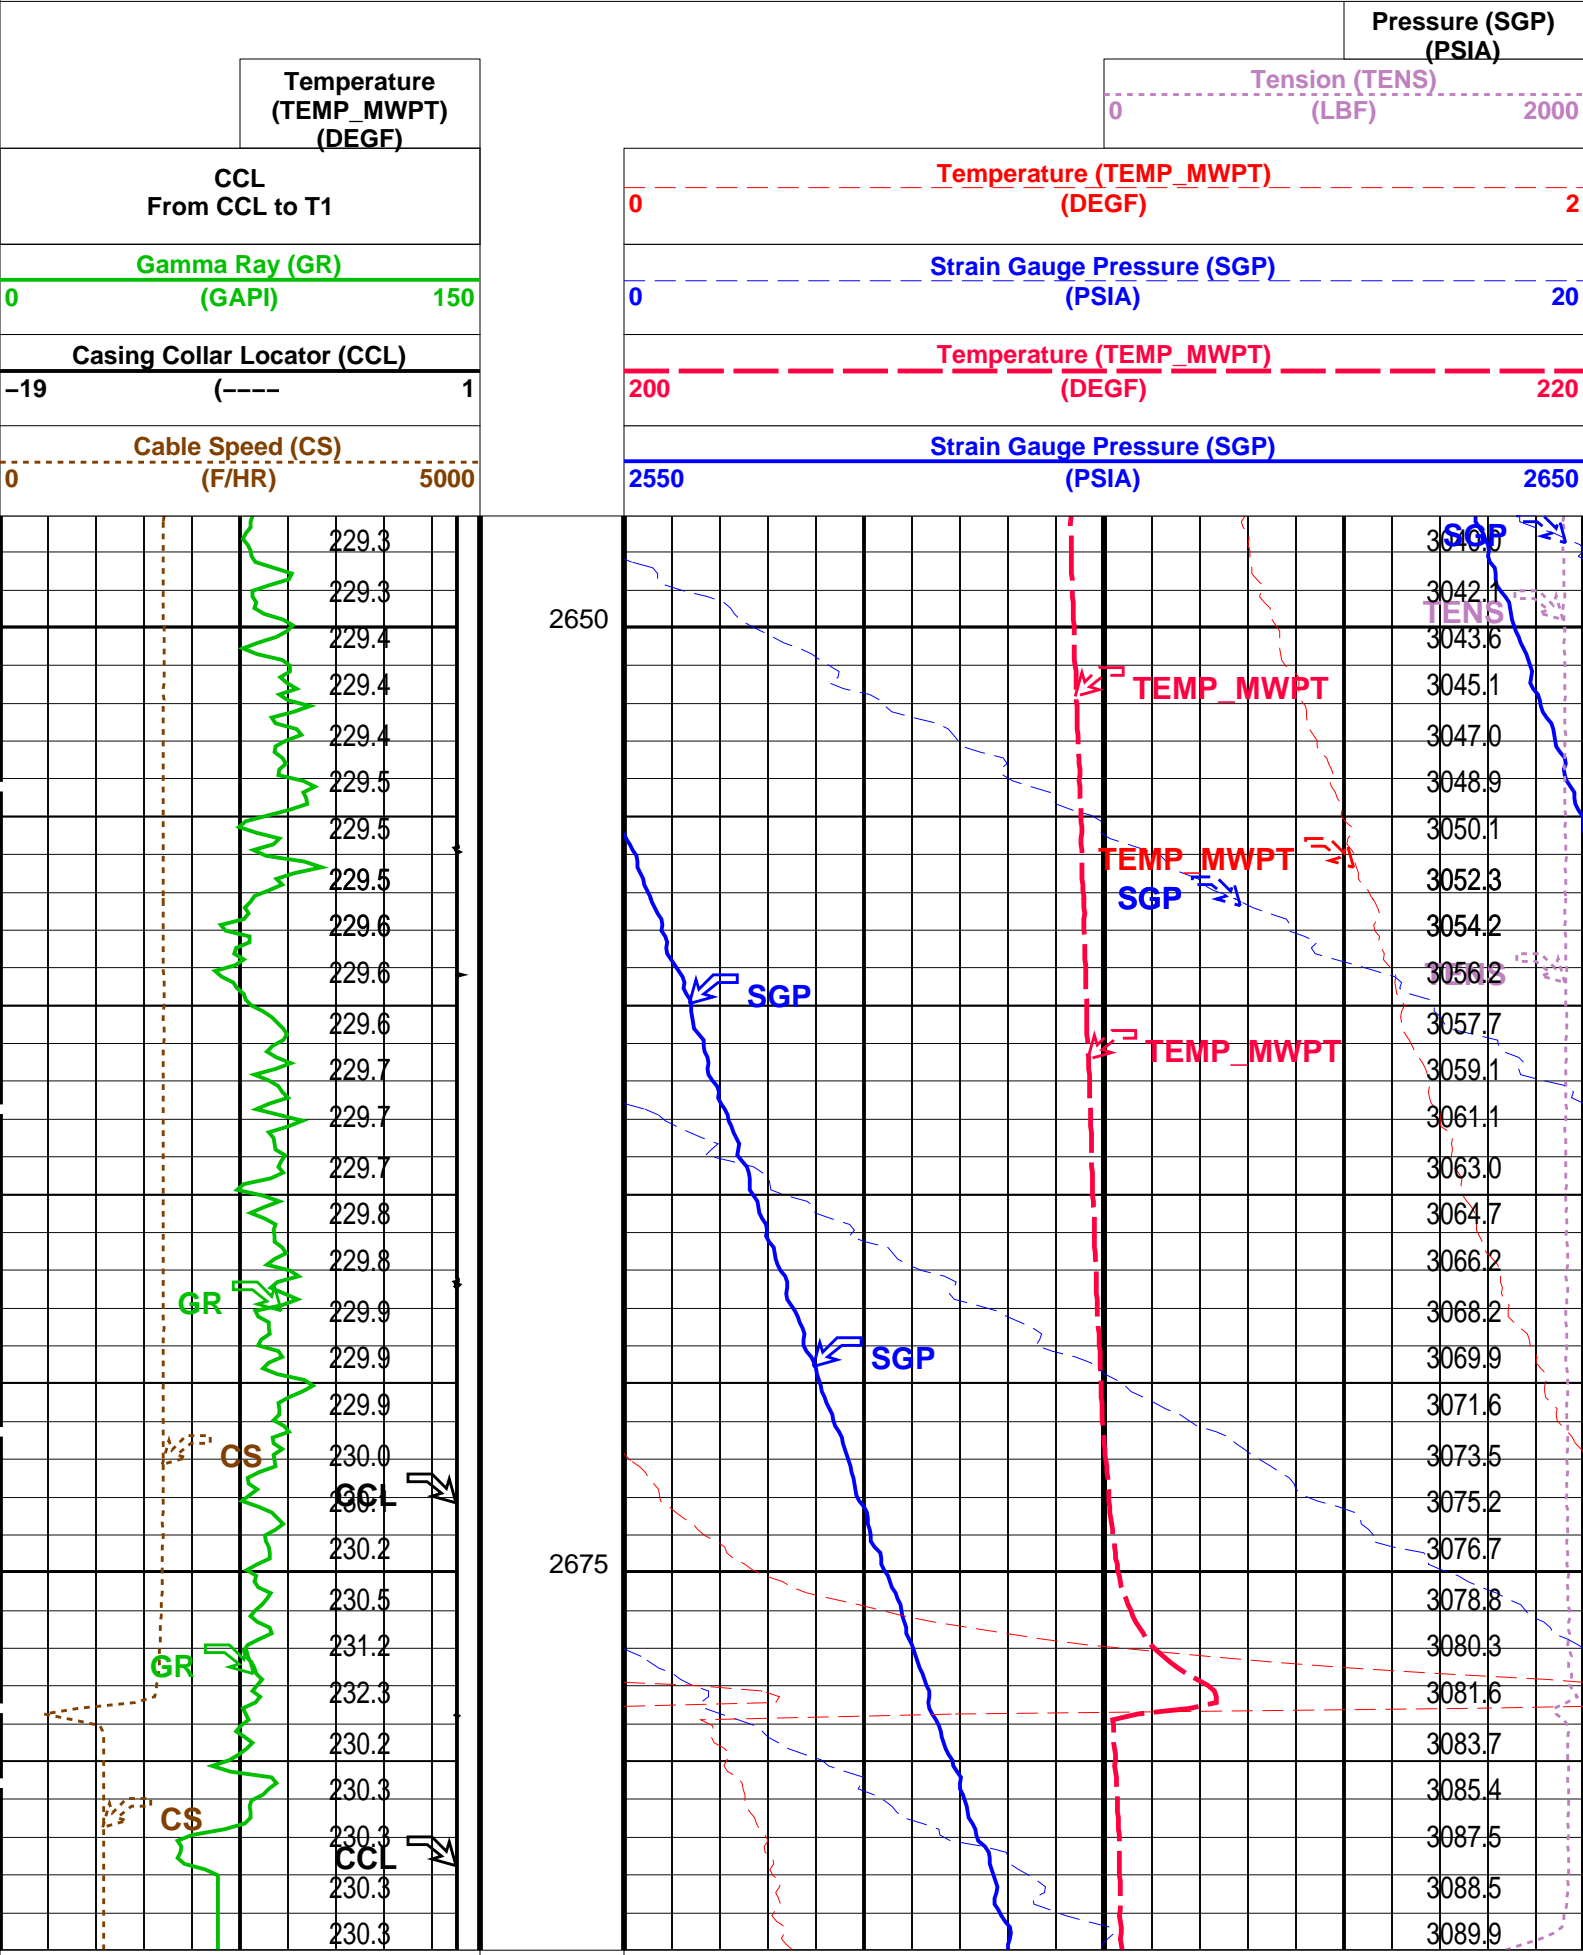 Pressure (SGP)
(PSIA)
Temperature
(TEMP_MWPT)
(DEGF)
Tension (TENS)
0 (LBF) 2000
CCL
From CCL to T1
Temperature (TEMP_MWPT)
0 (DEGF) 2
Gamma Ray (GR)
0 (GAPI) 150
Strain Gauge Pressure (SGP)
0 (PSIA) 20
Casing Collar Locator (CCL)
−19 (−−−− 1
Temperature (TEMP_MWPT)
200 (DEGF) 220
Cable Speed (CS)
0 (F/HR) 5000
Strain Gauge Pressure (SGP)
2550 (PSIA) 2650
SGP
229.3 3040.0
229.3 3042.1
TENS
2650
229.4 3043.6
229.4 TEMP_MWPT 3045.1
229.4 3047.0
229.5 3048.9
229.5 3050.1
TEMP_MWPT
229.5 3052.3
SGP
229.6 3054.2
229.6 3056.2
TENS
SGP
229.6 3057.7
TEMP_MWPT
229.7 3059.1
229.7 3061.1
229.7 3063.0
229.8 3064.7
229.8 3066.2
GR 229.9 3068.2
229.9 SGP 3069.9
229.9 3071.6
CS 230.0 3073.5
CCL
230.1 3075.2
230.2 3076.7
2675
230.5 3078.8
231.2 3080.3
GR
232.3 3081.6
230.2 3083.7
230.3 3085.4
CS
230.3 3087.5
CCL
230.3 3088.5
230.3 3089.9